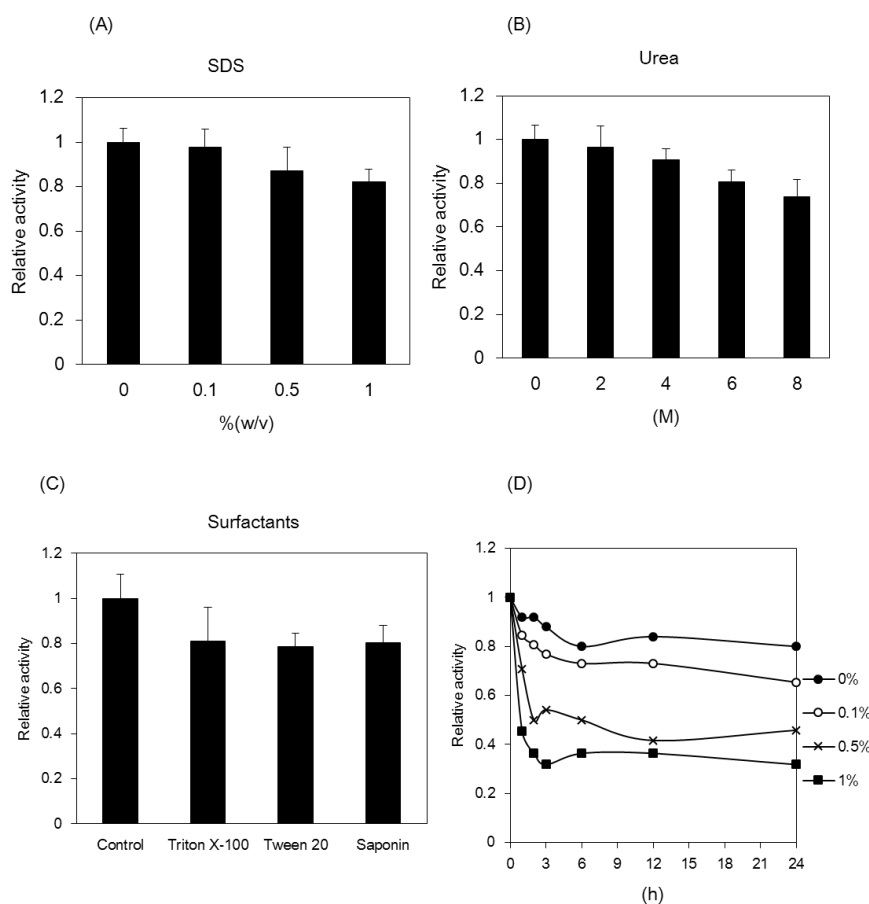 (A)
SDS
1.2
1
0.8
0.6
0.4
0.2
0
Relative activity
0 0.1 0.5 1
%(w/v)
(B)
Urea
1.2
1
0.8
0.6
0.4
0.2
0
Relative activity
0 2 4 6 8
(M)
(C)
Surfactants
1.2
1
0.8
0.6
0.4
0.2
0
Relative activity
Control Triton X-100 Tween 20 Saponin
(D)
1.2
1
0.8
0.6
0.4
0.2
0
Relative activity
0 3 6 9 12 15 18 21 24
(h)
0%
0.1%
0.5%
1%